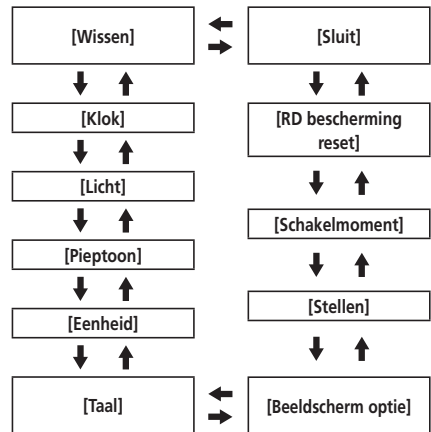 [Wissen]
[Sluit]
[Klok]
[RD bescherming
reset]
[Licht]
[Schakelmoment]
[Pieptoon]
[Stellen]
[Eenheid]
[Taal]
[Beeldscherm optie]